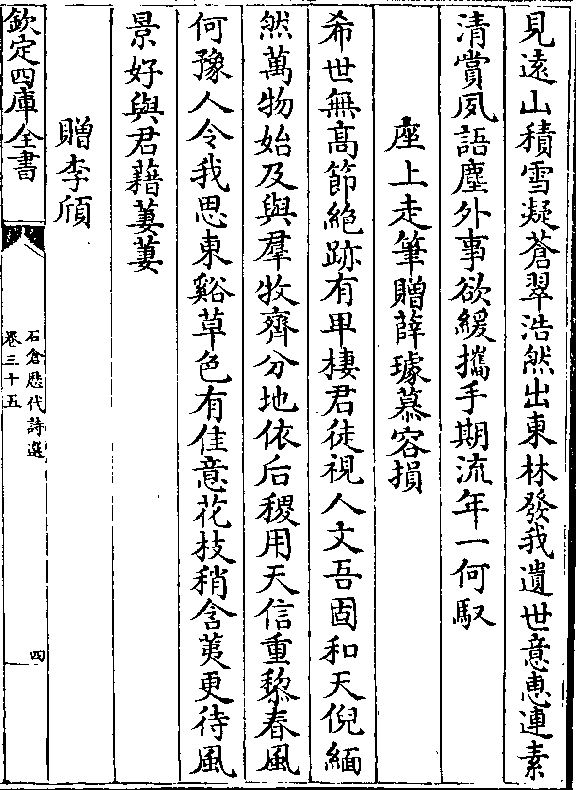 見遠山積雪凝蒼翠浩然出東林發我遺世意惠連素
清賞夙語塵外事欲緩攜手期流年一何馭
座上走筆贈薛璩慕容損
希世無高節絶跡有甲棲君徒視人文吾固和天倪緬
然萬物始及與羣牧齊分地依后稷用天信重黎春風
何豫人令我思東谿草色有佳意花枝稍含荑更待風
景好與君藉萋萋
贈李頎
欽定四庫全書
石倉歴代詩選
卷三十五
四